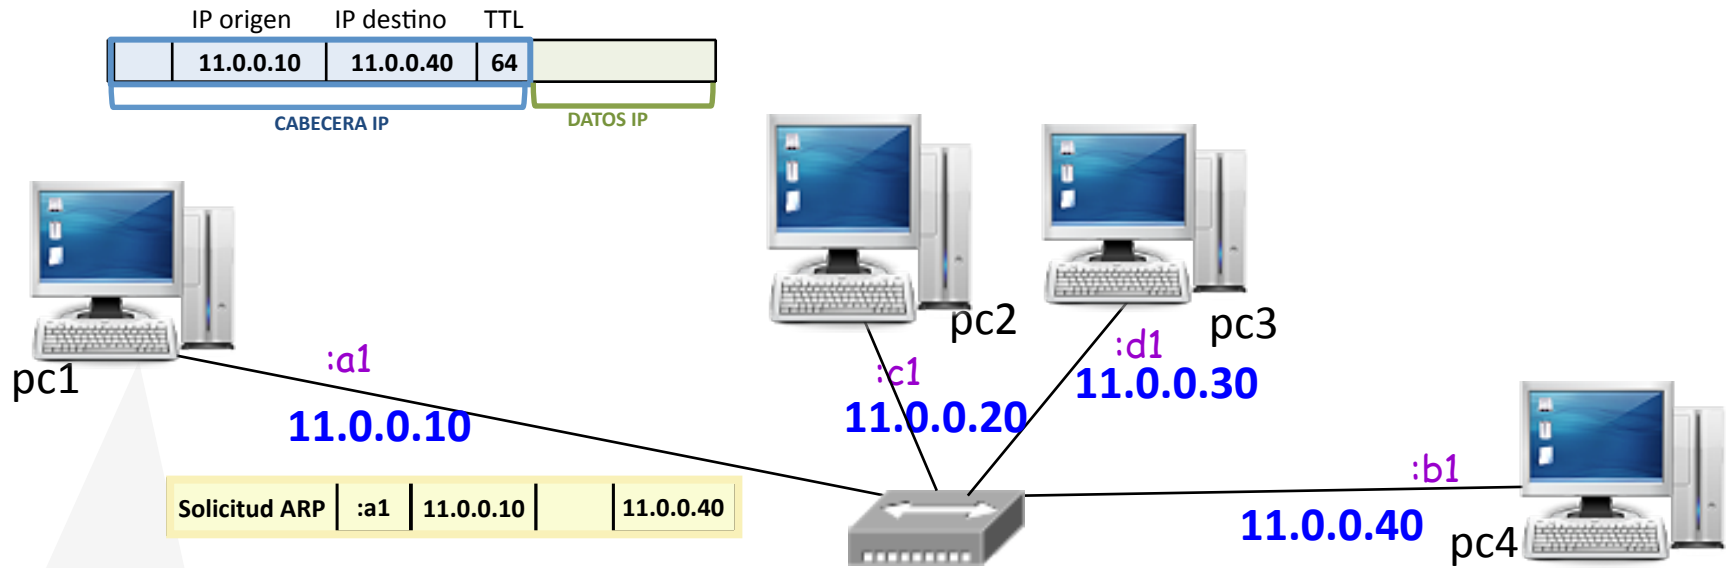 IP origen IP destino TTL
11.0.0.10 11.0.0.40 64
CABECERA IP DATOS IP
pc1
:a1
11.0.0.10
pc2
:c1
11.0.0.20
pc3
:d1
11.0.0.30
Solicitud ARP :a1 11.0.0.10 11.0.0.40
:b1
11.0.0.40
pc4